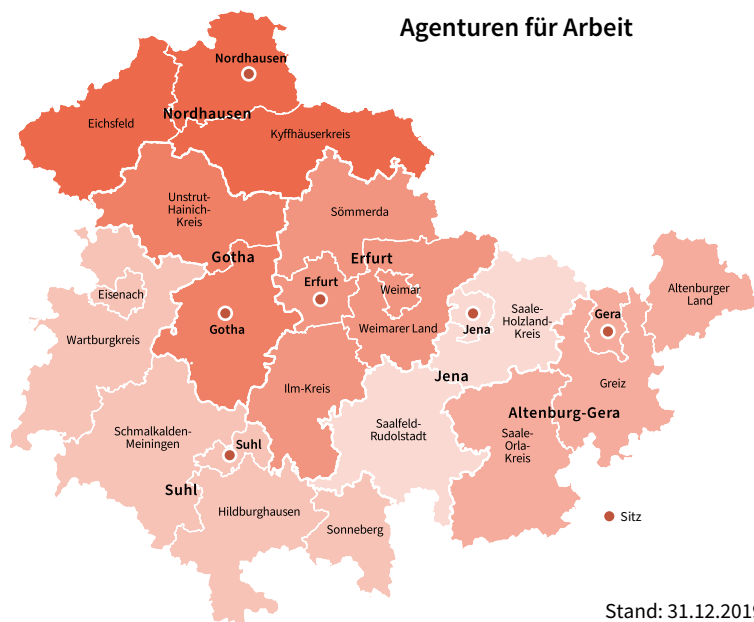 Agenturen für Arbeit
Nordhausen
Nordhausen
Eichsfeld
Kyffhäuserkreis
Unstrut-
Hainich-
Kreis
Sömmerda
Gotha
Erfurt
Erfurt
Eisenach
Weimar
Gotha
Weimarer Land
Wartburgkreis
Jena
Saale-
Holzland-
Kreis
Gera
Altenburger
Land
Jena
Ilm-Kreis
Greiz
Altenburg-Gera
Schmalkalden-
Meiningen
Suhl
Saalfeld-
Rudolstadt
Saale-
Orla-
Kreis
Suhl
Hildburghausen
Sonneberg
Sitz
Stand: 31.12.2019